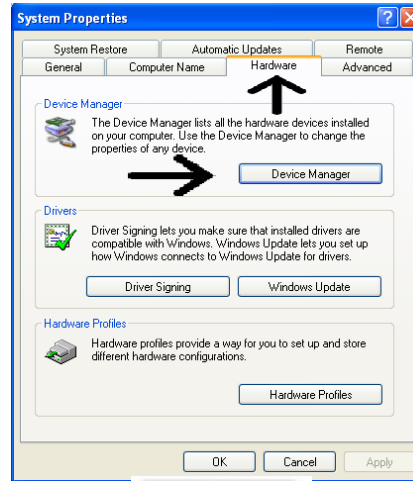 System Properties
System Restore Automatic Updates Remote
General Computer Name Hardware Advanced
Device Manager
The Device Manager lists all the hardware devices installed
on your computer. Use the Device Manager to change the
properties of any device.
Device Manager
Drivers
Driver Signing lets you make sure that installed drivers are
compatible with Windows. Windows Update lets you set up
how Windows connects to Windows Update for drivers.
Driver Signing Windows Update
Hardware Profiles
Hardware profiles provide a way for you to set up and store
different hardware configurations.
Hardware Profiles
OK Cancel Apply